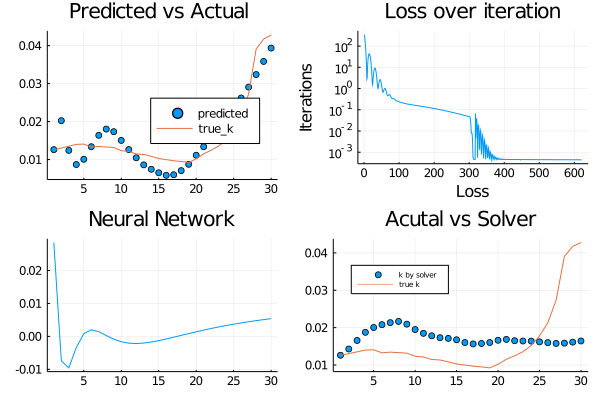 Predicted vs Actual
0.04
0.03
0.02
0.01
5 10 15 20 25 30
predicted
true_k
Loss over iteration
10²
10¹
10⁰
10⁻¹
10⁻²
10⁻³
0 100 200 300 400 500 600
Iterations
Loss
Neural Network
0.02
0.01
0.00
-0.01
5 10 15 20 25 30
Acutal vs Solver
0.04
0.03
0.02
0.01
5 10 15 20 25 30
k by solver
true k